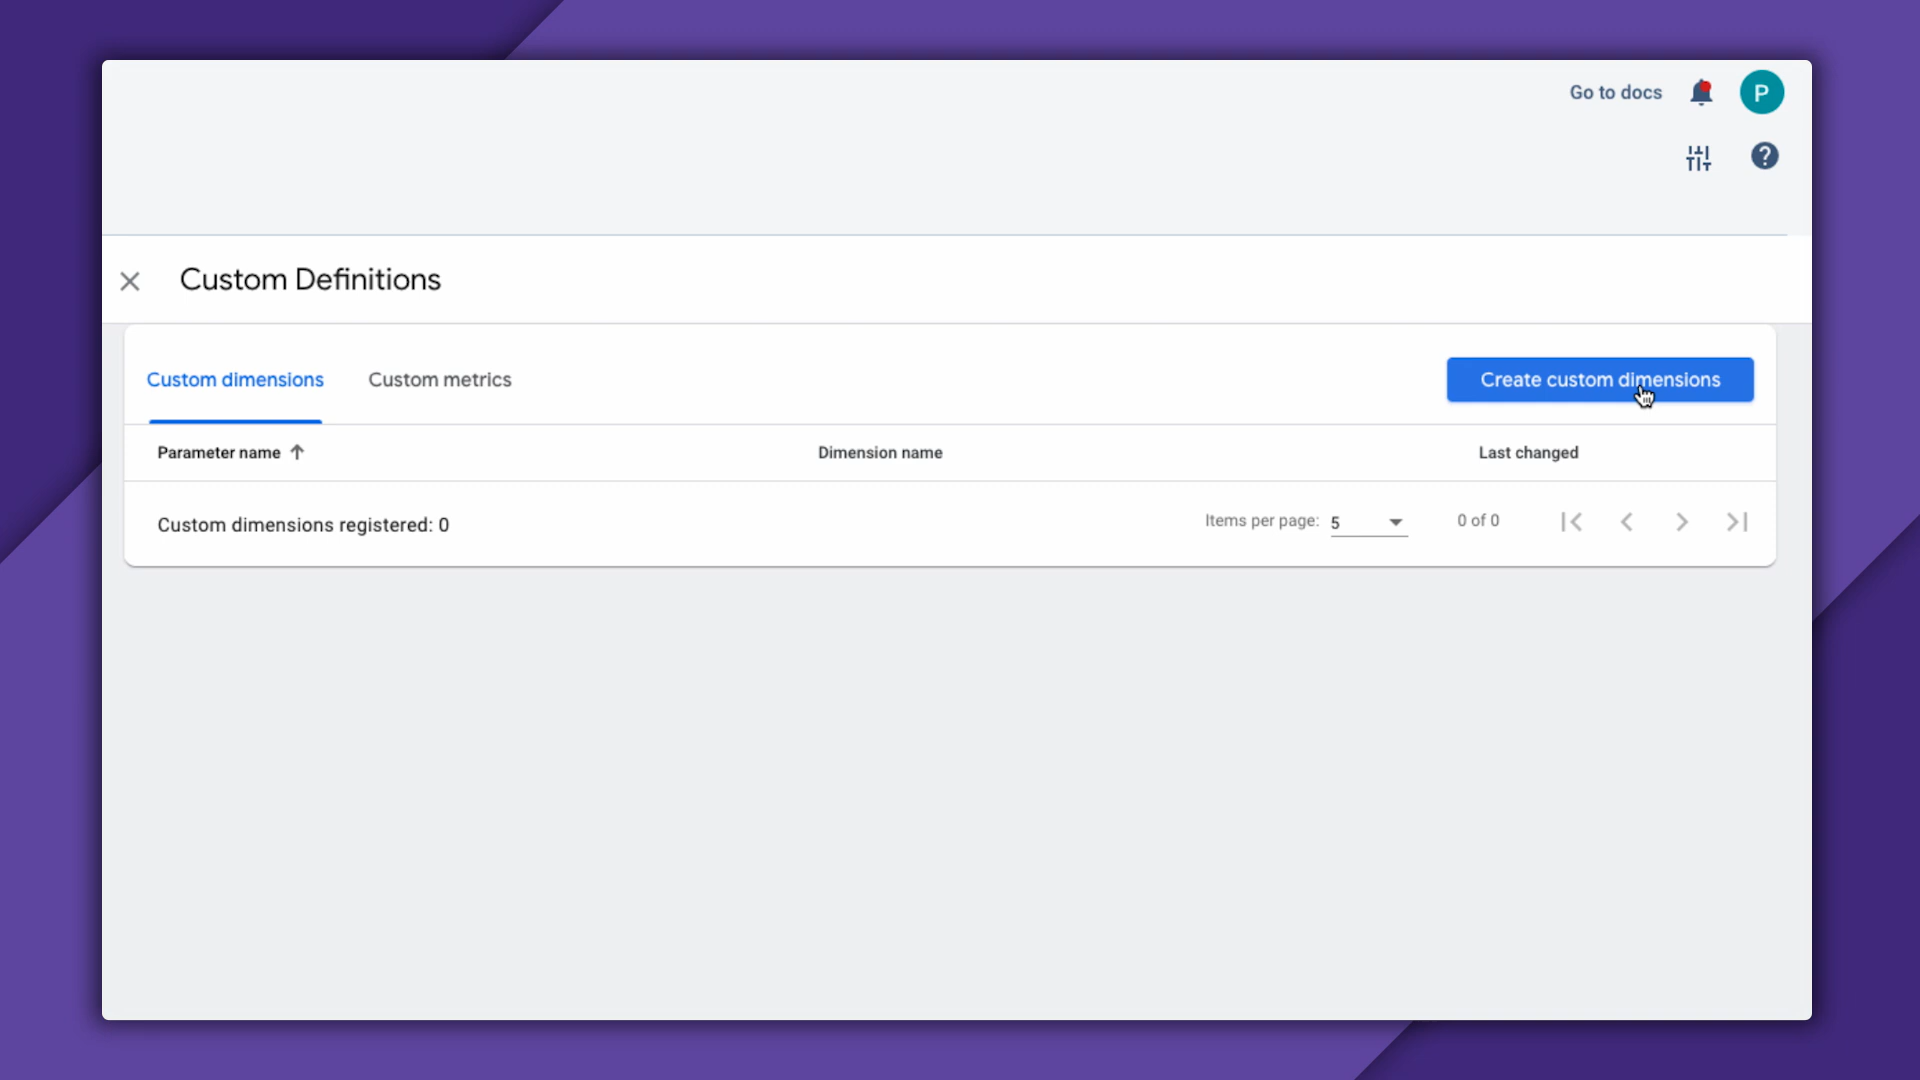 Go to docs
P
Custom Definitions
Custom dimensions
Custom metrics
Create custom dimensions
Parameter name
Dimension name
Last changed
Custom dimensions registered: 0
Items per page: 5
0 of 0